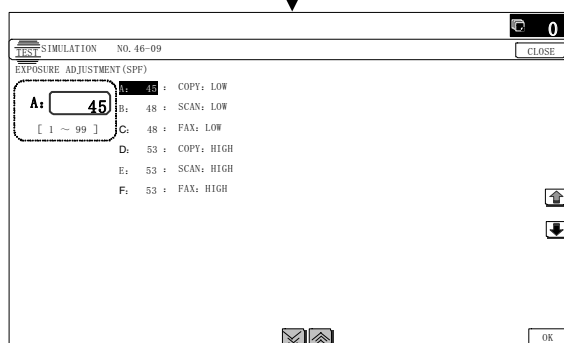 0
TEST SIMULATION NO.46-09
CLOSE
EXPOSURE ADJUSTMENT(SPF)
A: 45
[ 1 ~ 99 ]
A: 45 : COPY: LOW
B: 48 : SCAN: LOW
C: 48 : FAX: LOW
D: 53 : COPY: HIGH
E: 53 : SCAN: HIGH
F: 53 : FAX: HIGH
OK